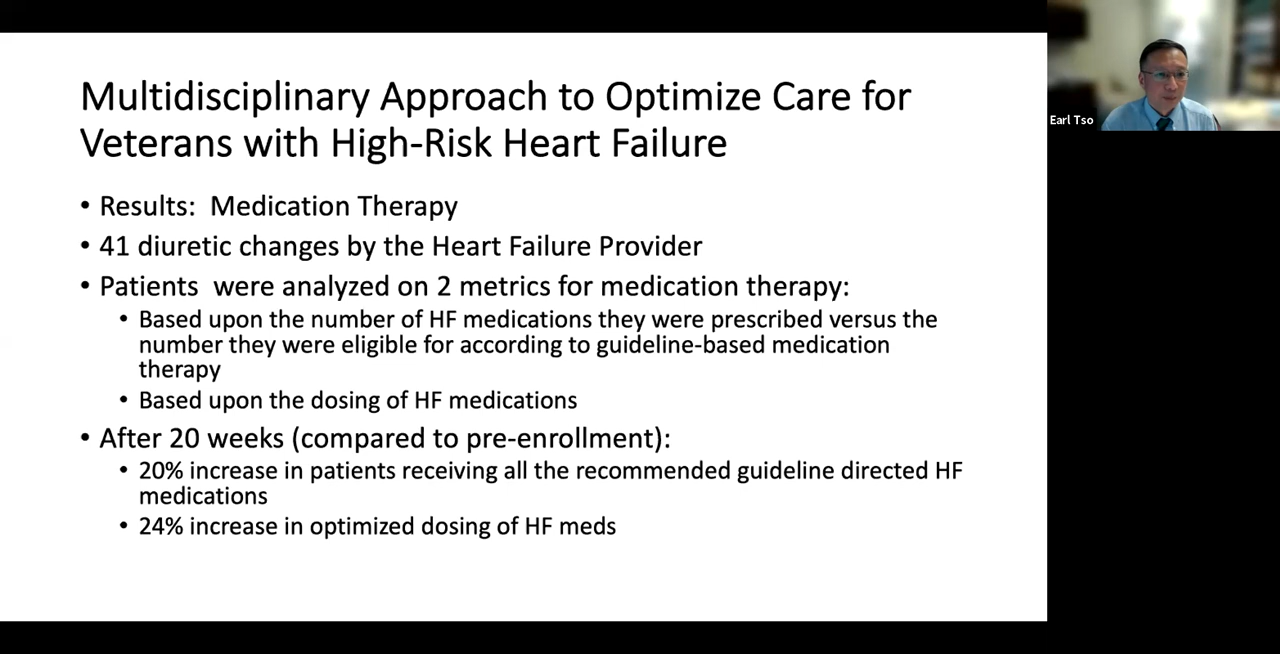 Multidisciplinary Approach to Optimize Care for
Veterans with High-Risk Heart Failure
• Results:  Medication Therapy
• 41 diuretic changes by the Heart Failure Provider
• Patients  were analyzed on 2 metrics for medication therapy:
• Based upon the number of HF medications they were prescribed versus the
number they were eligible for according to guideline-based medication
therapy
• Based upon the dosing of HF medications
• After 20 weeks (compared to pre-enrollment):
• 20% increase in patients receiving all the recommended guideline directed HF
medications
• 24% increase in optimized dosing of HF meds
Earl Tso